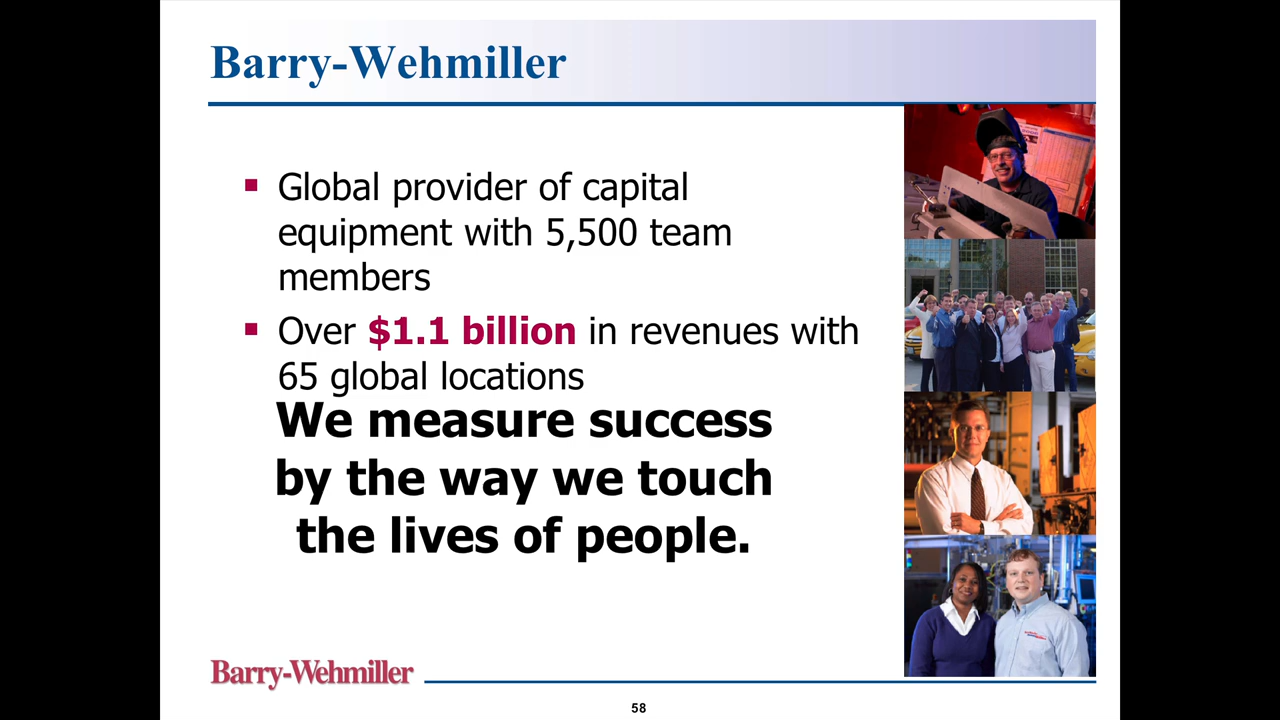 Barry-Wehmiller
▪ Global provider of capital
equipment with 5,500 team
members
▪ Over $1.1 billion in revenues with
65 global locations
We measure success
by the way we touch
the lives of people.
Barry-Wehmiller
58